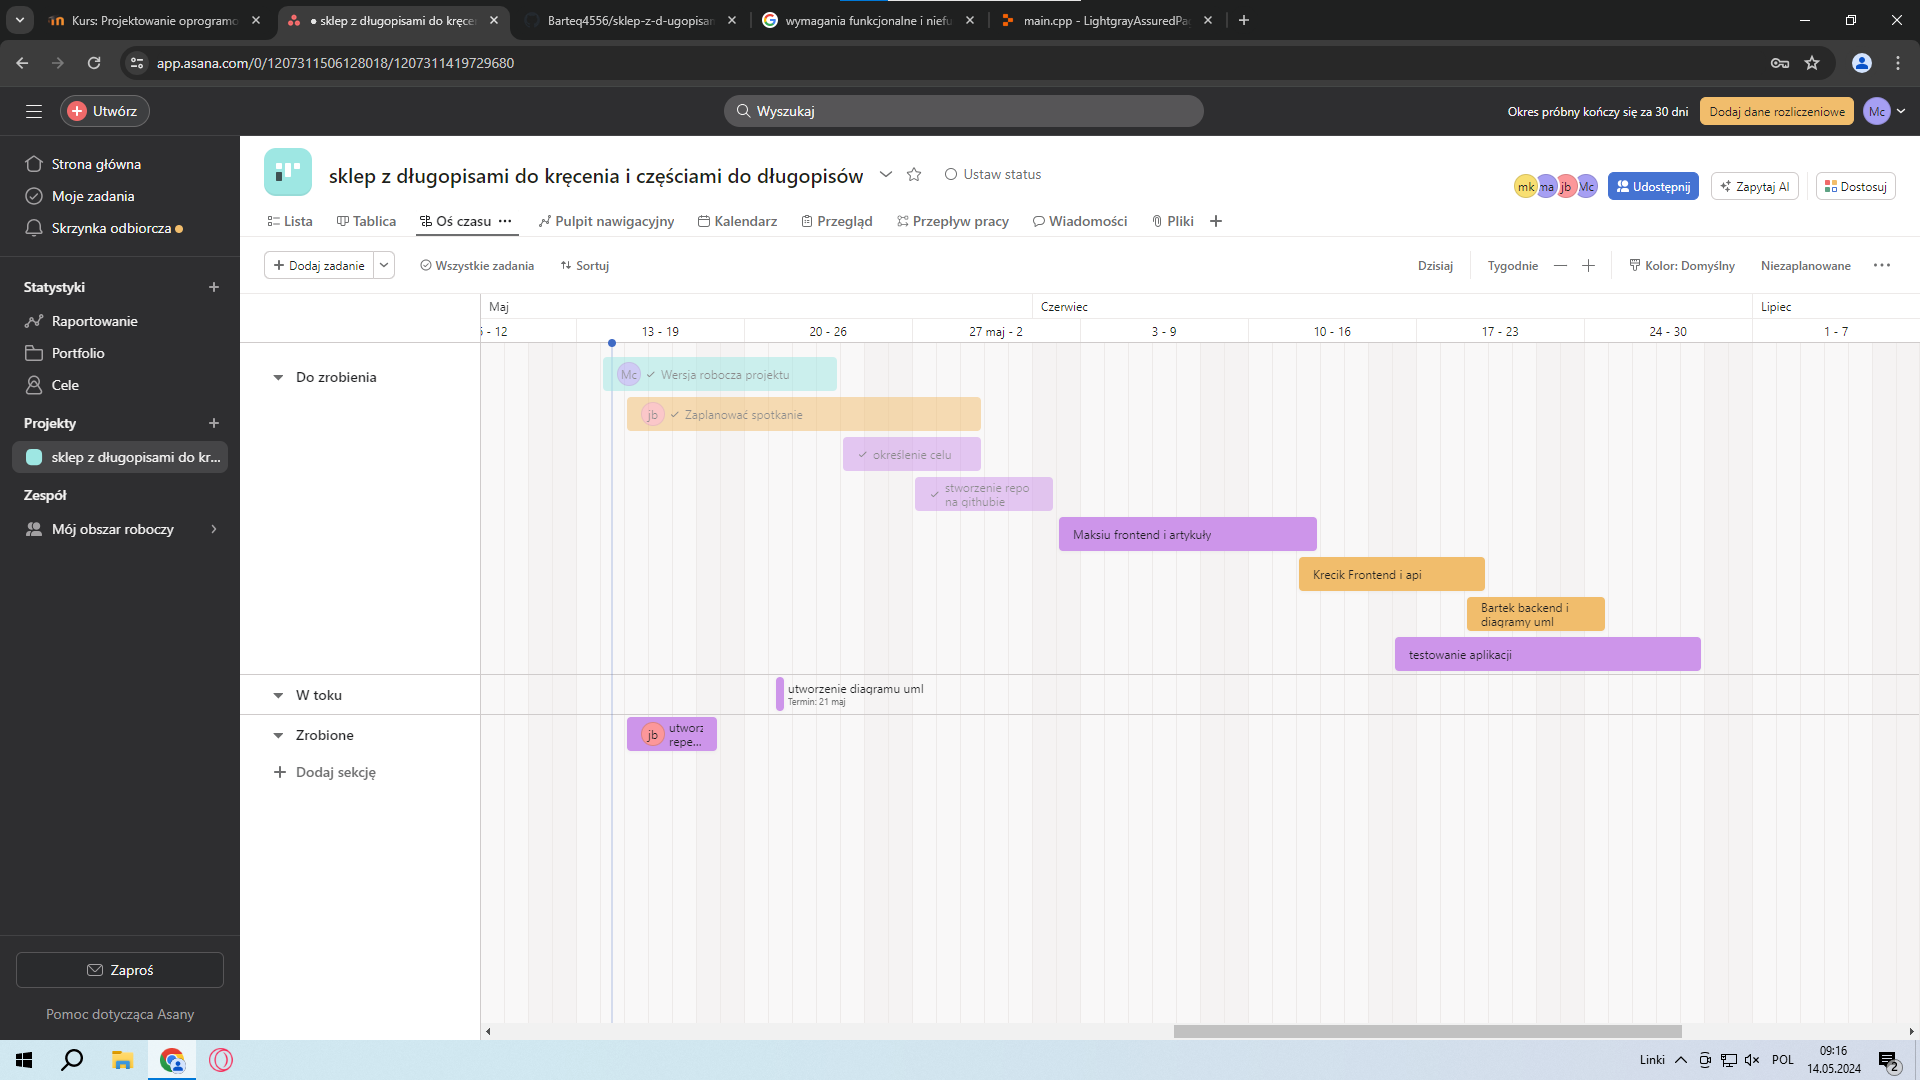 Kurs: Projektowanie oprogramo
• sklep z długopisami do kręcen
Barteq4556/sklep-z-d-ugopisam
wymagania funkcjonalne i niefu
main.cpp - LightgrayAssuredPa
app.asana.com/0/1207311506128018/1207311419729680
Utwórz
Wyszukaj
Okres próbny kończy się za 30 dni
Dodaj dane rozliczeniowe
Mc
Strona główna
Moje zadania
Skrzynka odbiorcza
Statystyki
Raportowanie
Portfolio
Cele
Projekty
sklep z długopisami do kr...
Zespół
Mój obszar roboczy
Zaproś
Pomoc dotycząca Asany
sklep z długopisami do kręcenia i częściami do długopisów
Ustaw status
mk ma jb Mc
Udostępnij
Zapytaj AI
Dostosuj
Lista
Tablica
Oś czasu
Pulpit nawigacyjny
Kalendarz
Przegląd
Przepływ pracy
Wiadomości
Pliki
Dodaj zadanie
Wszystkie zadania
Sortuj
Dzisiaj
Tygodnie
Kolor: Domyślny
Niezaplanowane
Maj
Czerwiec
Lipiec
- 12
13 - 19
20 - 26
27 maj - 2
3 - 9
10 - 16
17 - 23
24 - 30
1 - 7
Do zrobienia
Mc Wersja robocza projektu
jb Zaplanować spotkanie
określenie celu
stworzenie repo
na githubie
Maksiu frontend i artykuły
Krecik Frontend i api
Bartek backend i
diagramy uml
testowanie aplikacji
W toku
utworzenie diagramu uml
Termin: 21 maj
Zrobione
jb utworz
repe...
Dodaj sekcję
Linki
POL
09:16
14.05.2024
2